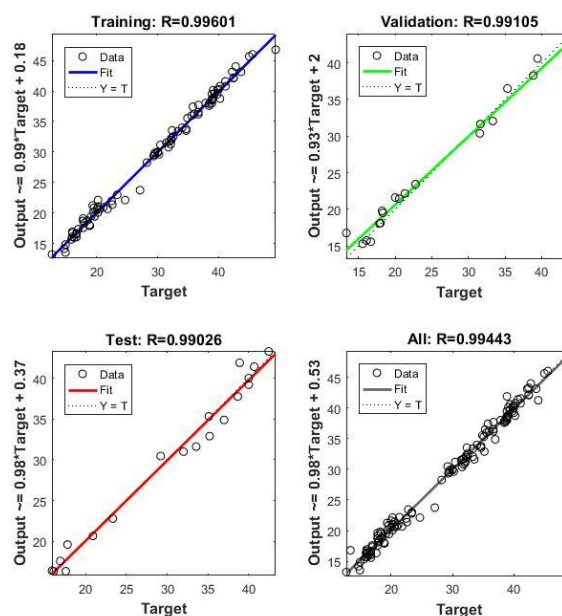 Training: R=0.99601
Output ~= 0.99*Target + 0.18
Data
Fit
Y = T
45
40
35
30
25
20
15
20
30
40
Target
Validation: R=0.99105
Output ~= 0.93*Target + 2
Data
Fit
Y = T
40
35
30
25
20
15
15
20
25
30
35
40
Target
Test: R=0.99026
Output ~= 0.98*Target + 0.37
Data
Fit
Y = T
40
35
30
25
20
20
25
30
35
40
Target
All: R=0.99443
Output ~= 0.98*Target + 0.53
Data
Fit
Y = T
45
40
35
30
25
20
15
20
30
40
Target